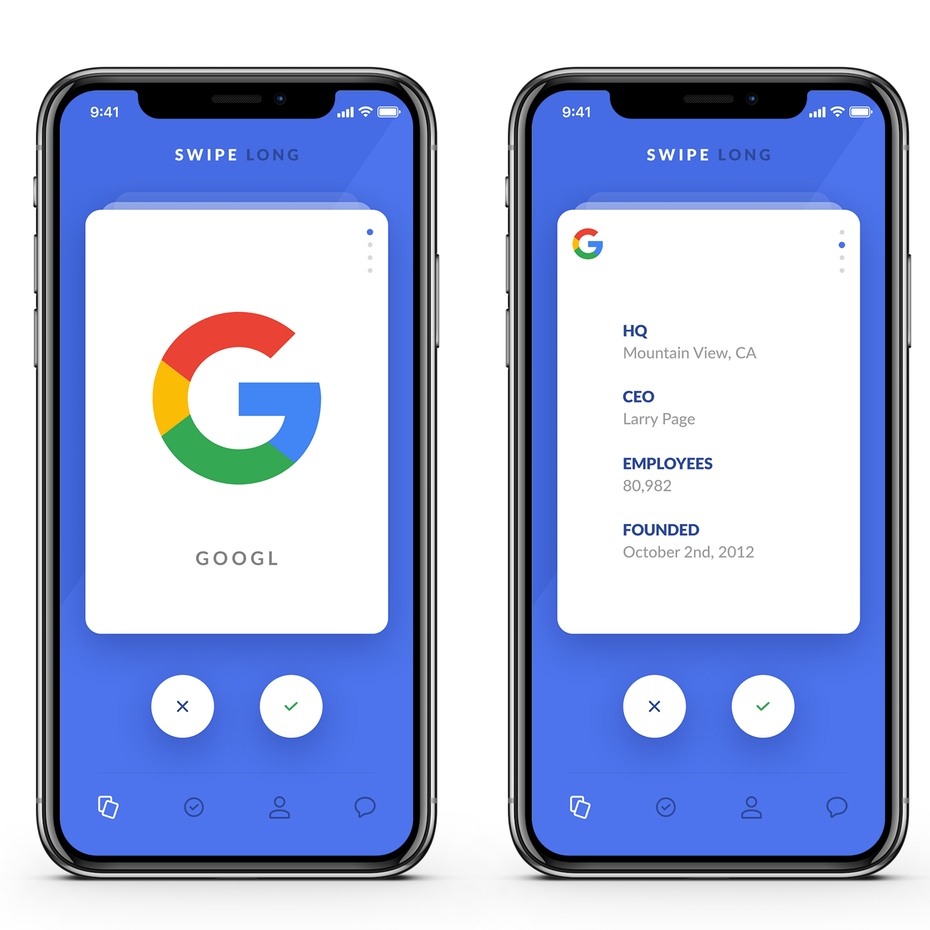 9:41
SWIPE LONG
GOOGL
9:41
SWIPE LONG
HQ
Mountain View, CA
CEO
Larry Page
EMPLOYEES
80,982
FOUNDED
October 2nd, 2012